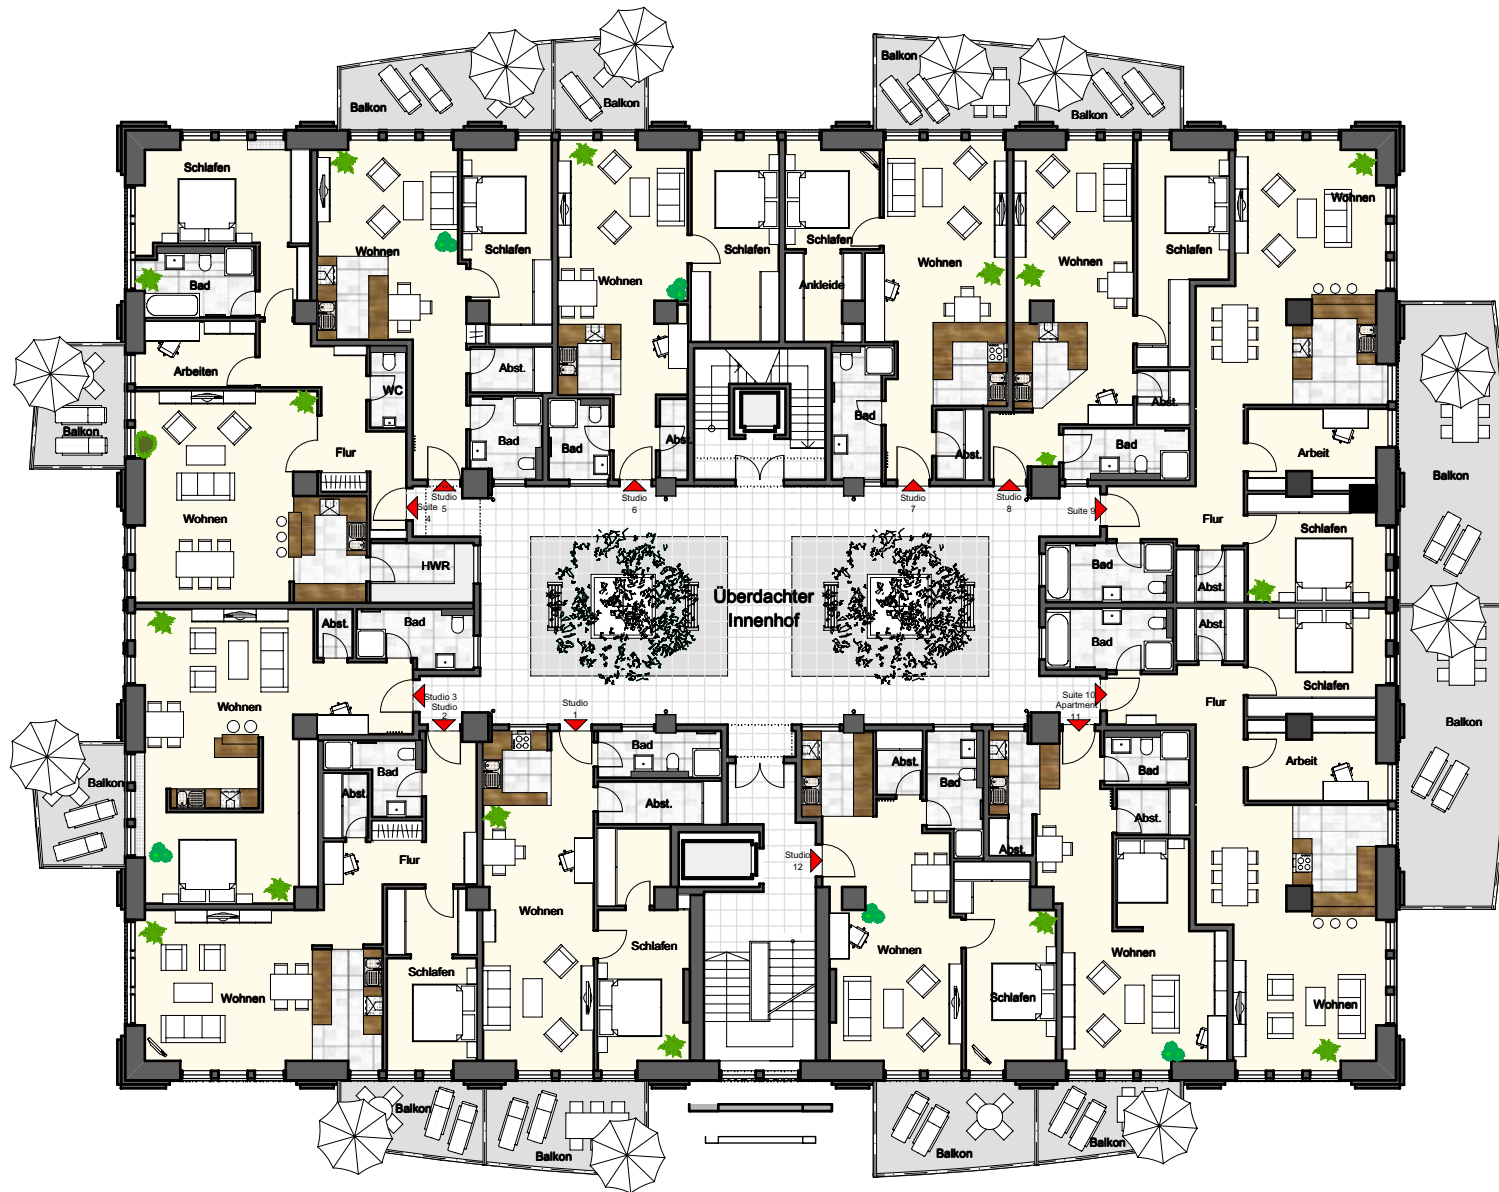 Balkon
Balkon
Balkon
Balkon
Schlafen
Wohnen
Schlafen
Wohnen
Schlafen
Schlafen
Ankleide
Wohnen
Wohnen
Schlafen
Wohnen
Bad
Arbeiten
WC
Abst.
Bad
Bad
Abst.
Bad
Abst.
Abst.
Bad
Balkon
Flur
Wohnen
HWR
Suite
4
Studio
5
Studio
6
Studio
7
Studio
8
Suite 9
Flur
Arbeit
Schlafen
Balkon
Bad
Abst.
Überdachter
Innenhof
Abst.
Bad
Wohnen
Studio 3
Studio
2
Studio
1
Bad
Abst.
Suite 10
Apartment
11
Bad
Abst.
Flur
Schlafen
Arbeit
Balkon
Balkon
Bad
Abst.
Flur
Bad
Abst.
Abst.
Bad
Abst.
Bad
Abst.
Studio
12
Wohnen
Schlafen
Wohnen
Schlafen
Wohnen
Schlafen
Wohnen
Wohnen
Balkon
Balkon
Balkon
Balkon